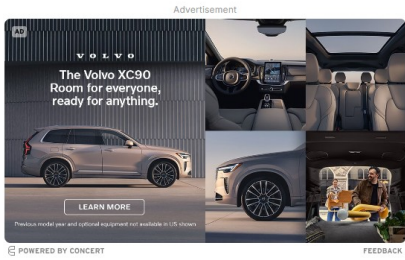 Advertisement
AD
VOLVO
The Volvo XC90
Room for everyone,
ready for anything.
LEARN MORE
Previous model year and optional equipment not available in US shown
POWERED BY CONCERT
FEEDBACK